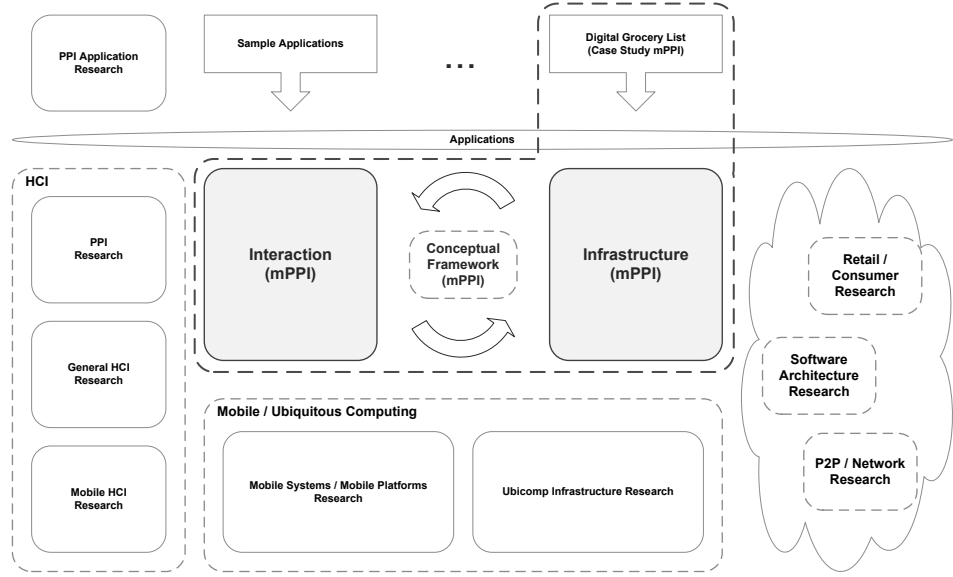 PPI Application
Research
Sample Applications
...
Digital Grocery List
(Case Study mPPI)
Applications
HCI
PPI
Research
General HCI
Research
Mobile HCI
Research
Interaction
(mPPI)
Conceptual
Framework
(mPPI)
Infrastructure
(mPPI)
Mobile / Ubiquitous Computing
Mobile Systems / Mobile Platforms
Research
Ubicomp Infrastructure Research
Retail /
Consumer
Research
Software
Architecture
Research
P2P / Network
Research